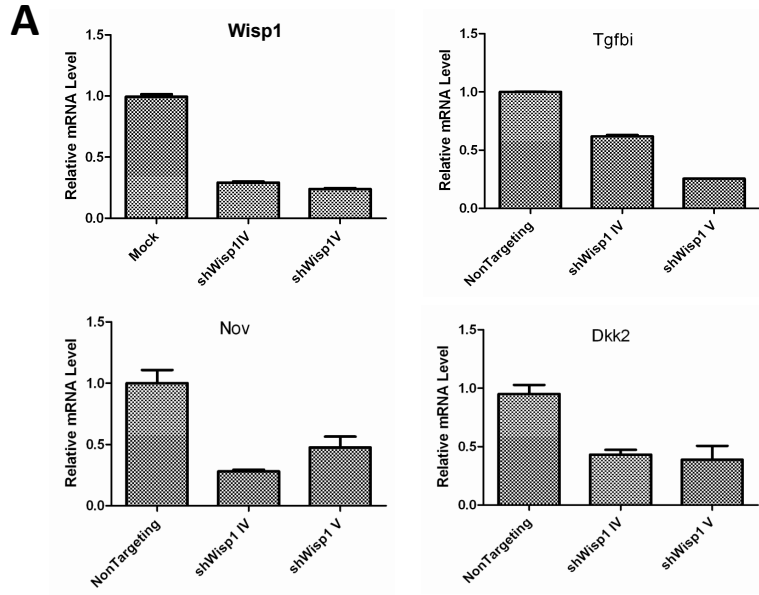 A
Wisp1
Relative mRNA Level
1.5
1.0
0.5
0.0
Mock
shWisp1IV
shWisp1V
Tgfbi
Relative mRNA Level
1.5
1.0
0.5
0.0
NonTargeting
shWisp1 IV
shWisp1 V
Nov
Relative mRNA Level
1.5
1.0
0.5
0.0
NonTargeting
shWisp1 IV
shWisp1 V
Dkk2
Relative mRNA Level
1.5
1.0
0.5
0.0
NonTargeting
shWisp1 IV
shWisp1 V